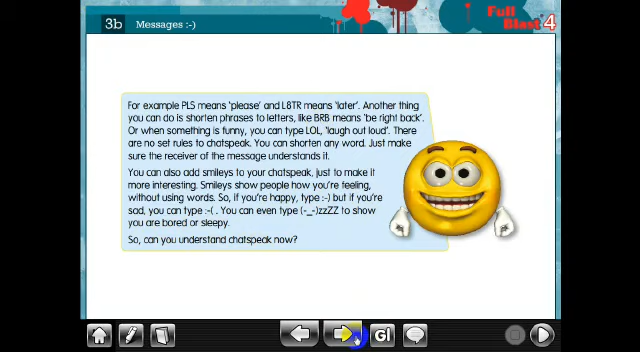 3b Messages :-)
Full
Blast 4
For example PLS means 'please' and L8TR means 'later'. Another thing
you can do is shorten phrases to letters, like BRB means 'be right back'.
Or when something is funny, you can type LOL, 'laugh out loud'. There
are no set rules to chatspeak. You can shorten any word. Just make
sure the receiver of the message understands it.
You can also add smileys to your chatspeak, just to make it
more interesting. Smileys show people how you're feeling,
without using words. So, if you're happy, type :-) but if you're
sad, you can type :-( . You can even type (-_-)zzZZ to show
you are bored or sleepy.
So, can you understand chatspeak now?
Gl